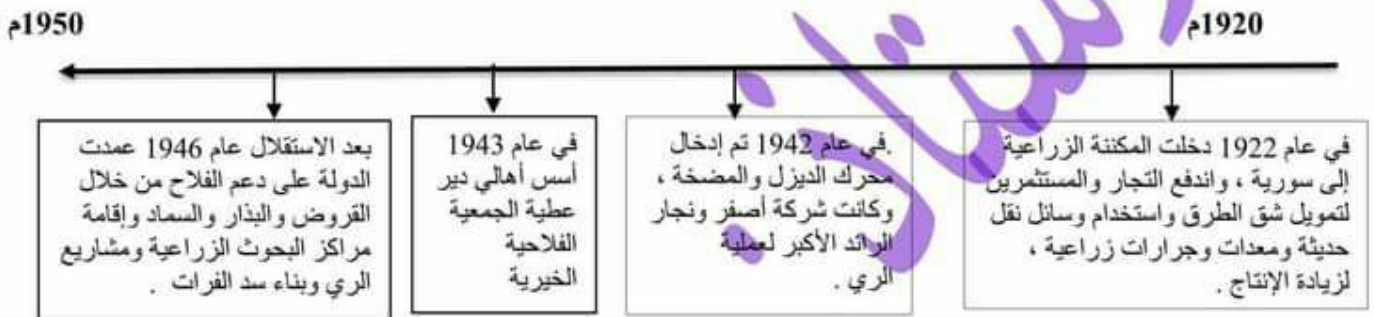 1920م
1950م
في عام 1922 دخلت المكننة الزراعية
إلى سورية ، واندفع التجار والمستثمرين
لتمويل شق الطرق واستخدام وسائل نقل
حديثة ومعدات وجرارات زراعية ،
لزيادة الإنتاج .
.في عام 1942 تم إدخال
محرك الديزل والمضخة ،
وكانت شركة أصفر ونجار
الرائد الأكبر لعملية
الري .
في عام 1943
أسس أهالي دير
عطية الجمعية
الفلاحية
الخيرية
بعد الاستقلال عام 1946 عمدت
الدولة على دعم الفلاح من خلال
القروض والبذار والسماد وإقامة
مراكز البحوث الزراعية ومشاريع
الري وبناء سد الفرات .